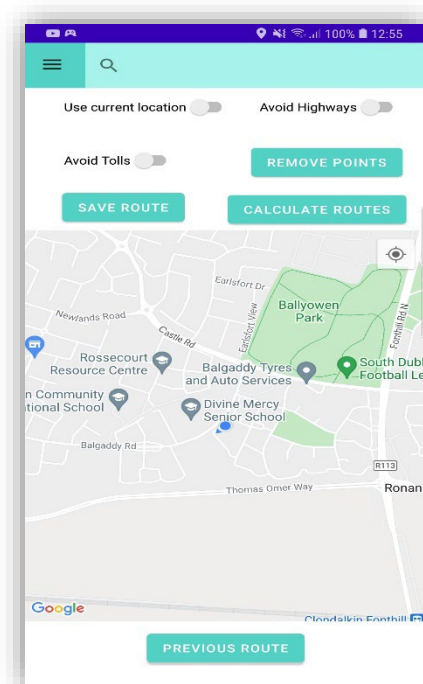 100% 12:55
Use current location Avoid Highways
Avoid Tolls REMOVE POINTS
SAVE ROUTE CALCULATE ROUTES
Earlsfort Dr
Ballyowen
Park
Earlsfort View
Fonthill Rd N
Newlands Road
Castle Rd
Rossecourt
Resource Centre
Balgaddy Tyres
and Auto Services
South Dubl
Football Le
n Community
tional School
Divine Mercy
Senior School
Balgaddy Rd
R113
Thomas Omer Way
Ronan
Google
Clondalkin Fonthill
PREVIOUS ROUTE